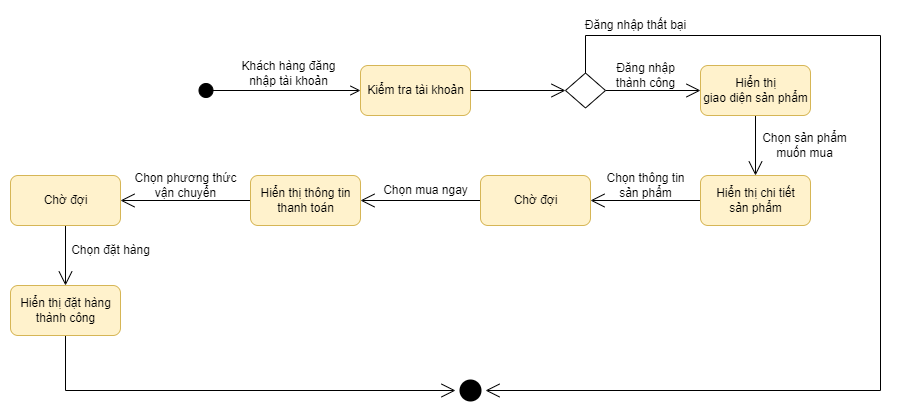 Đăng nhập thất bại
Khách hàng đăng
nhập tài khoản
Kiểm tra tài khoản
Đăng nhập
thành công
Hiển thị
giao diện sản phẩm
Chọn sản phẩm
muốn mua
Hiển thị chi tiết
sản phẩm
Chọn thông tin
sản phẩm
Chờ đợi
Chọn mua ngay
Hiển thị thông tin
thanh toán
Chọn phương thức
vận chuyển
Chờ đợi
Chọn đặt hàng
Hiển thị đặt hàng
thành công